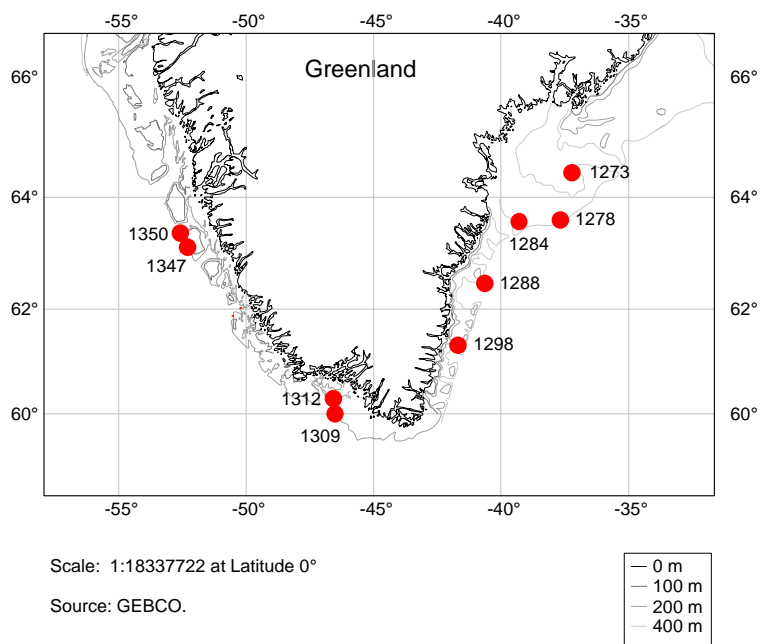 -55° -50° -45° -40° -35°
66° Greenland 66°
1273
64° 64°
1278
1350 1284
1347
1288
62° 62°
1298
1312
60° 60°
1309
-55° -50° -45° -40° -35°
Scale: 1:18337722 at Latitude 0°
Source: GEBCO.
0 m
100 m
200 m
400 m